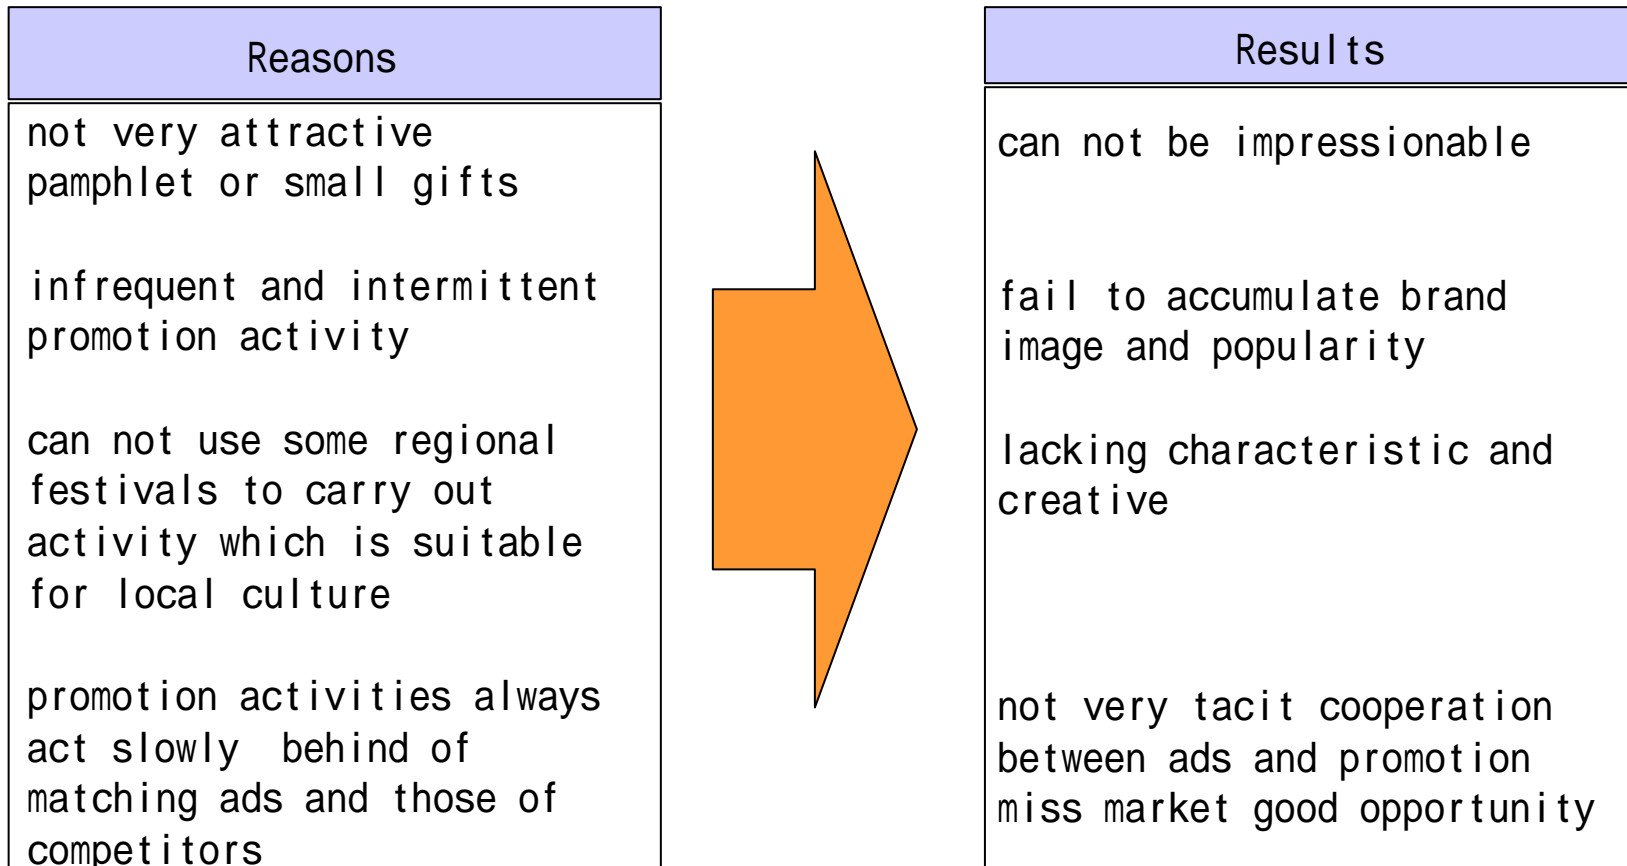 Reasons
not very attractive
pamphlet or small gifts
infrequent and intermittent
promotion activity
can not use some regional
festivals to carry out
activity which is suitable
for local culture
promotion activities always
act slowly behind of
matching ads and those of
competitors
Results
can not be impressionable
fail to accumulate brand
image and popularity
lacking characteristic and
creative
not very tacit cooperation
between ads and promotion
miss market good opportunity